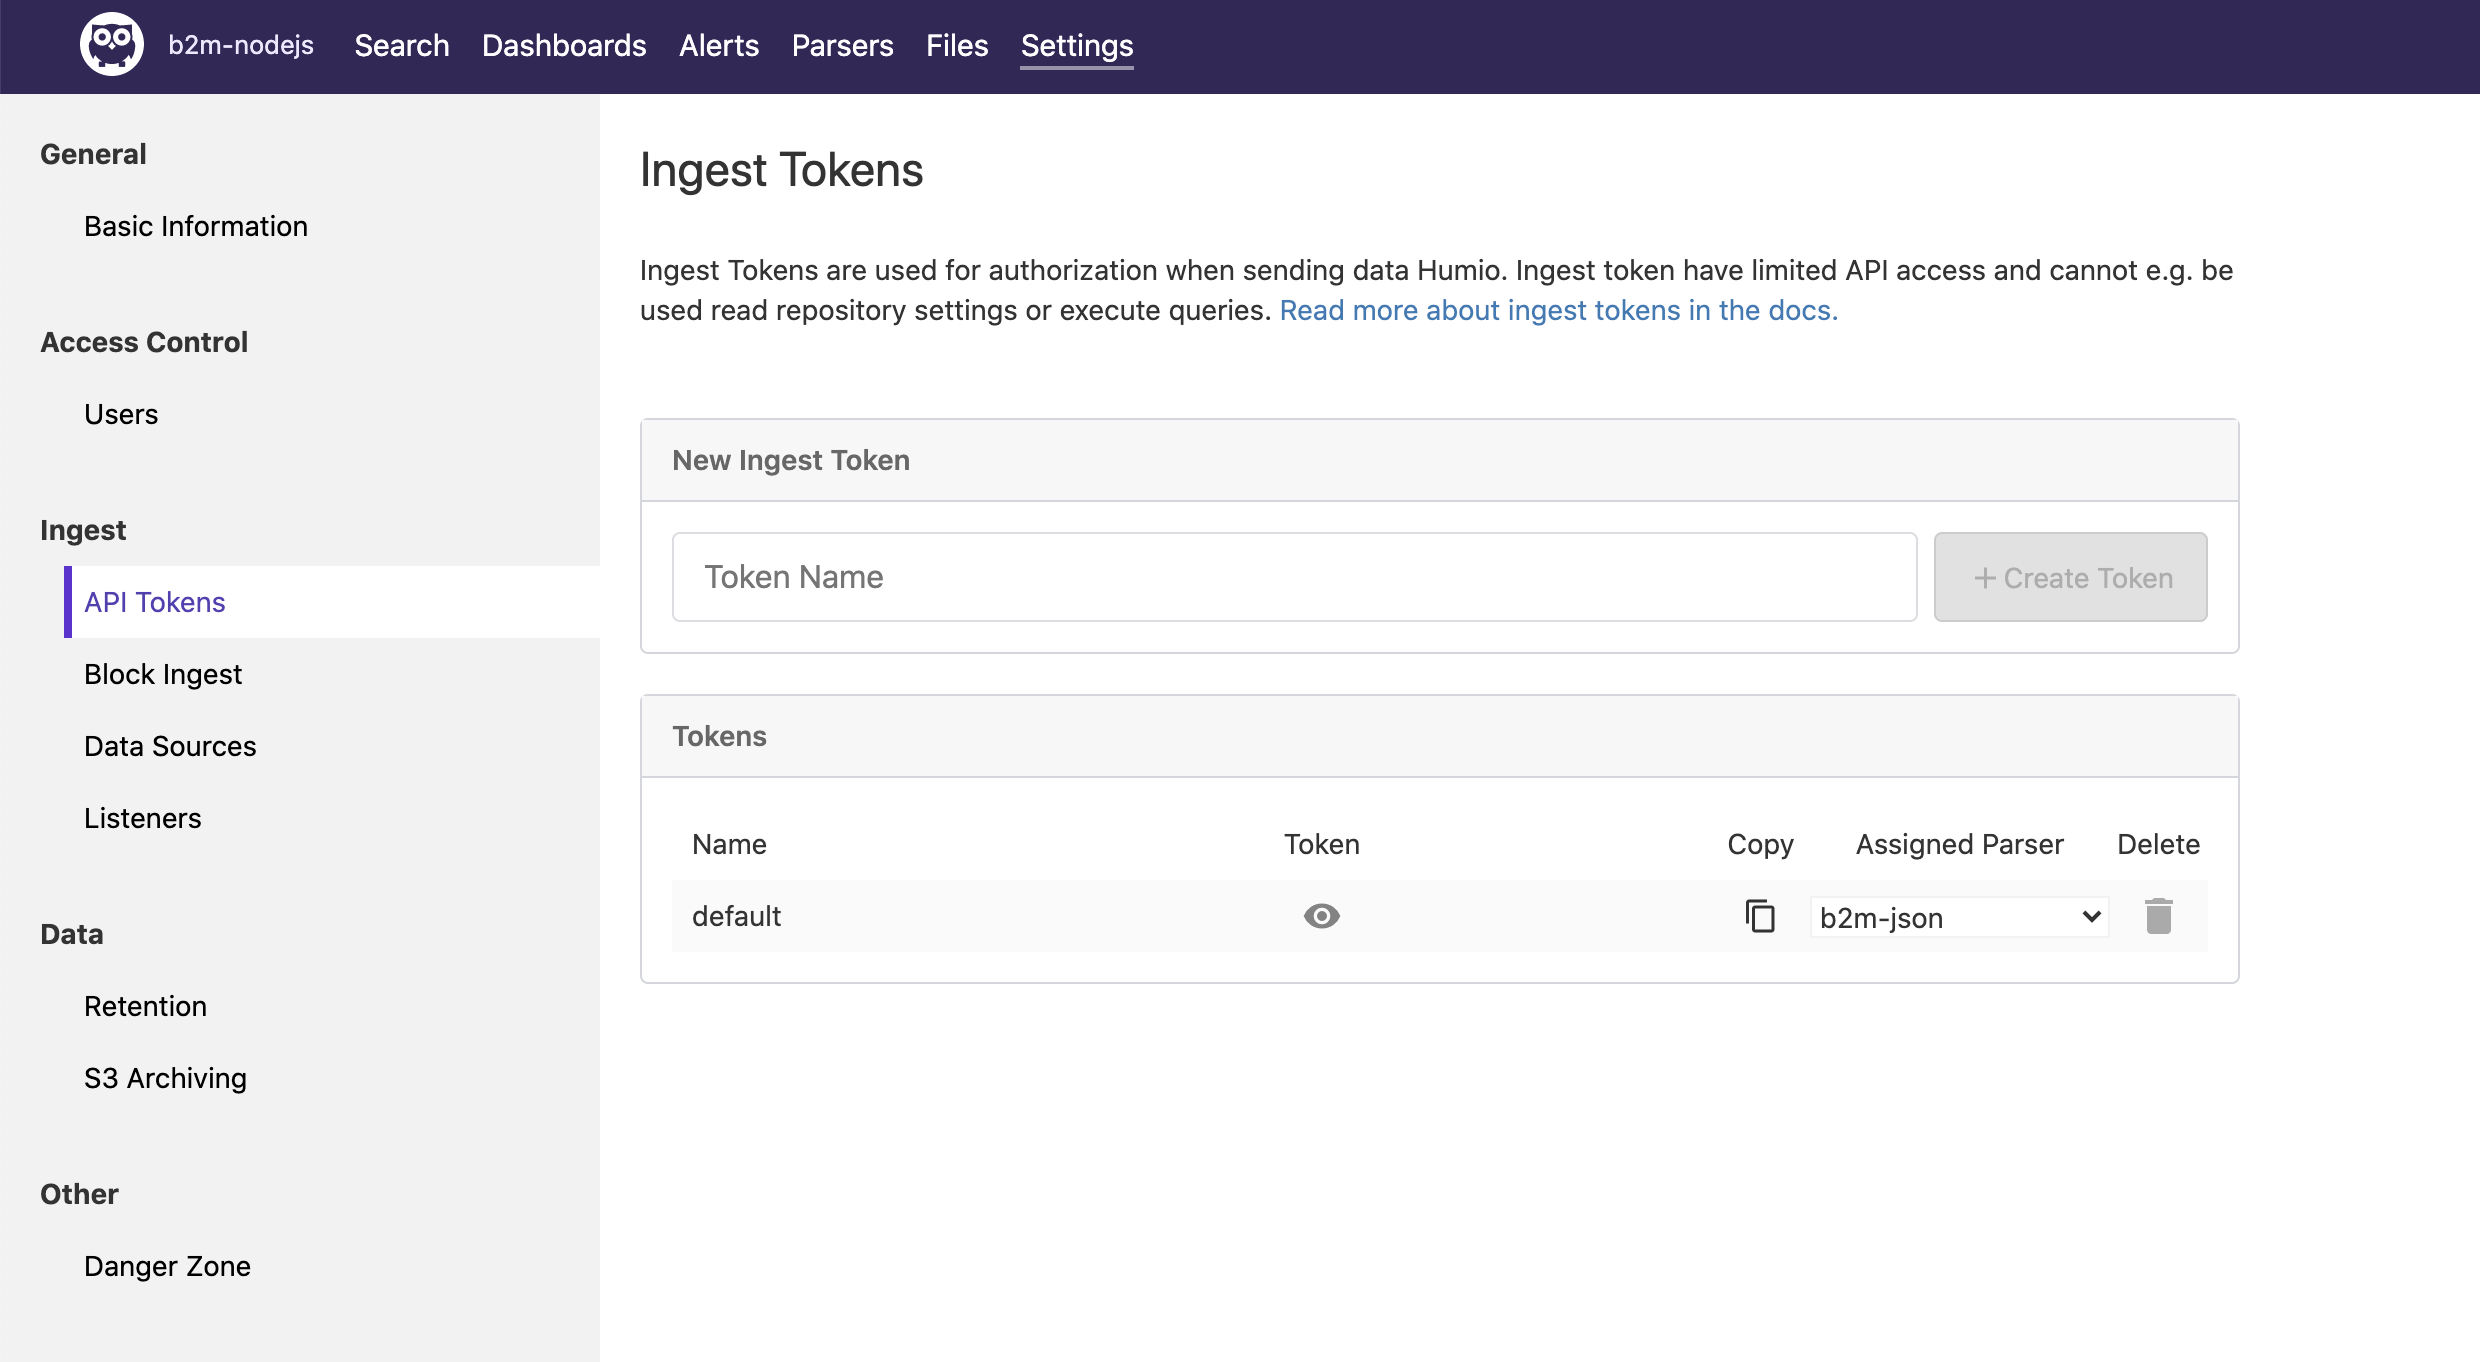 b2m-nodejs Search Dashboards Alerts Parsers Files Settings
General
Basic Information
Access Control
Users
Ingest
API Tokens
Block Ingest
Data Sources
Listeners
Data
Retention
S3 Archiving
Other
Danger Zone
Ingest Tokens
Ingest Tokens are used for authorization when sending data Humio. Ingest token have limited API access and cannot e.g. be
used read repository settings or execute queries. Read more about ingest tokens in the docs.
New Ingest Token
Token Name
+ Create Token
Tokens
Name Token Copy Assigned Parser Delete
default b2m-json